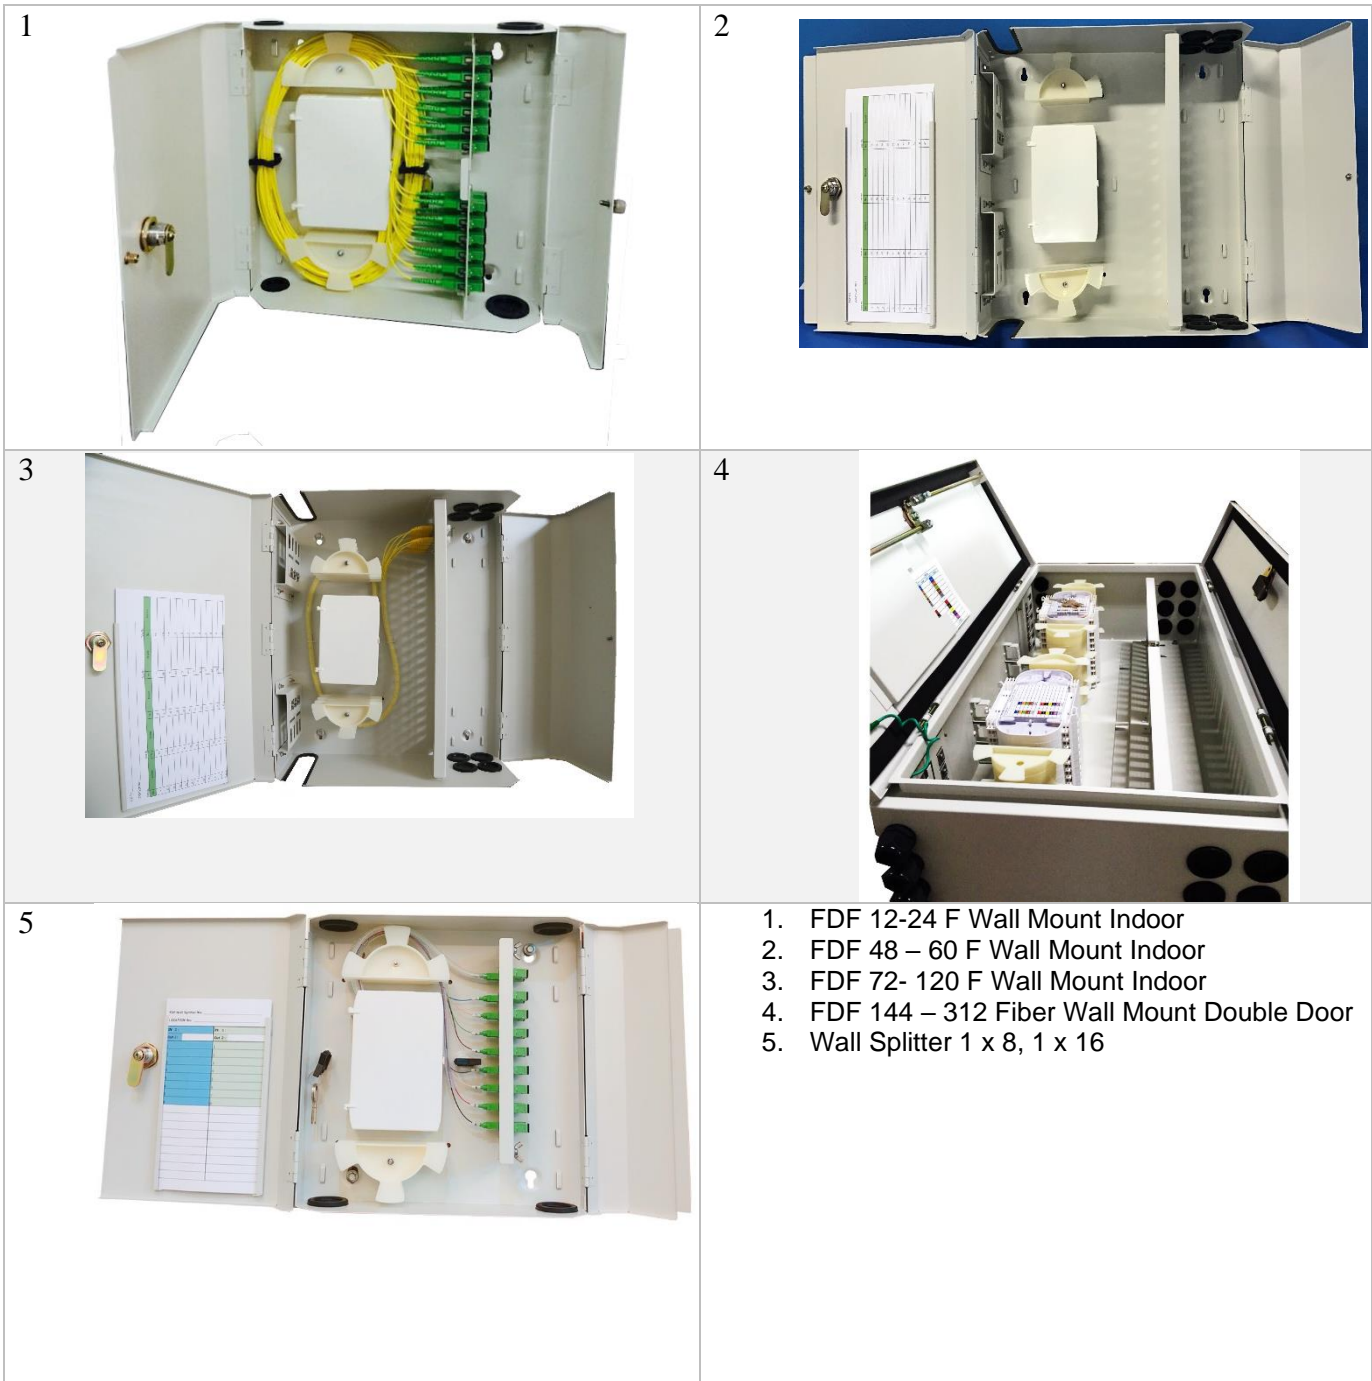 1
2
3
4
5
1. FDF 12-24 F Wall Mount Indoor
2. FDF 48 – 60 F Wall Mount Indoor
3. FDF 72- 120 F Wall Mount Indoor
4. FDF 144 – 312 Fiber Wall Mount Double Door
5. Wall Splitter 1 x 8, 1 x 16